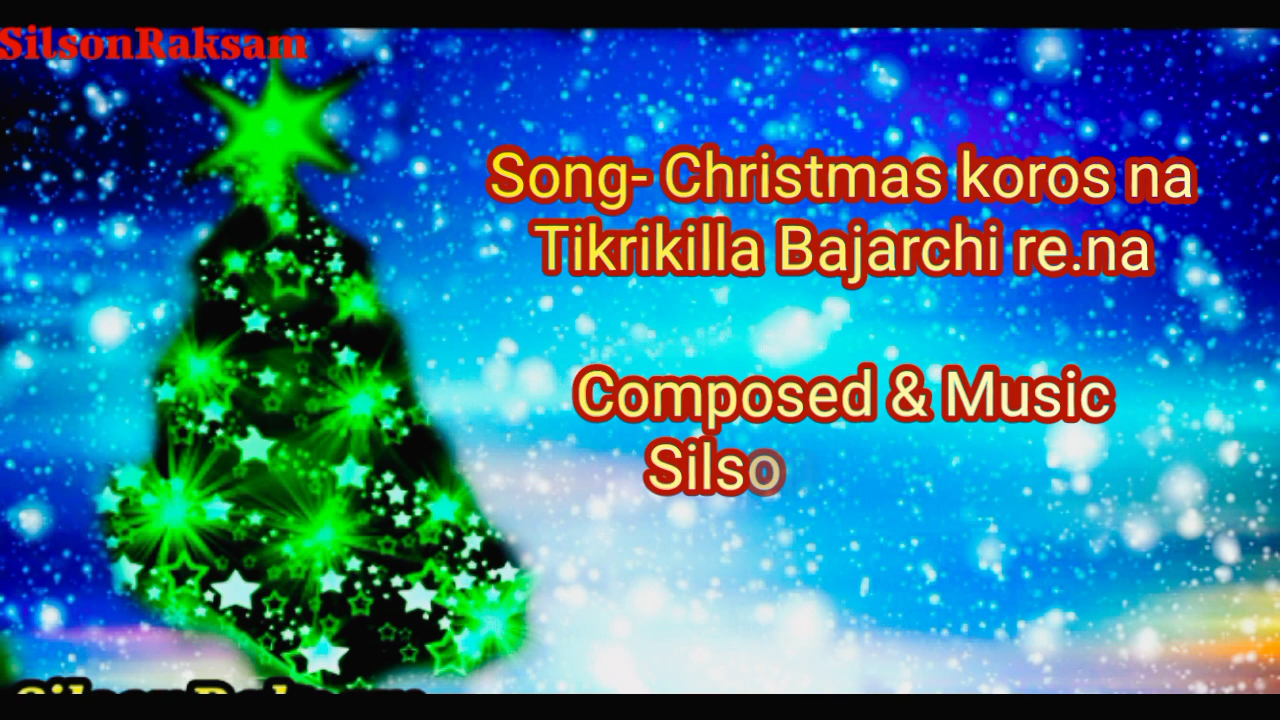 SilsonRaksam
Song- Christmas koros na
Tikrikilla Bajarchi re.na
Composed & Music
Silso